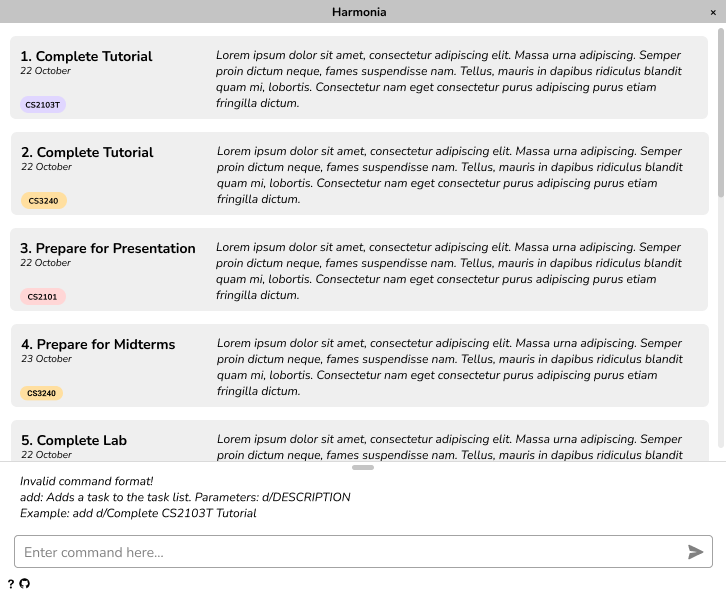 Harmonia
×
1. Complete Tutorial
22 October
CS2103T
Lorem ipsum dolor sit amet, consectetur adipiscing elit. Massa urna adipiscing. Semper
proin dictum neque, fames suspendisse nam. Tellus, mauris in dapibus ridiculus blandit
quam mi, lobortis. Consectetur nam eget consectetur purus adipiscing purus etiam
fringilla dictum.
2. Complete Tutorial
22 October
CS3240
Lorem ipsum dolor sit amet, consectetur adipiscing elit. Massa urna adipiscing. Semper
proin dictum neque, fames suspendisse nam. Tellus, mauris in dapibus ridiculus blandit
quam mi, lobortis. Consectetur nam eget consectetur purus adipiscing purus etiam
fringilla dictum.
3. Prepare for Presentation
22 October
CS2101
Lorem ipsum dolor sit amet, consectetur adipiscing elit. Massa urna adipiscing. Semper
proin dictum neque, fames suspendisse nam. Tellus, mauris in dapibus ridiculus blandit
quam mi, lobortis. Consectetur nam eget consectetur purus adipiscing purus etiam
fringilla dictum.
4. Prepare for Midterms
23 October
CS3240
Lorem ipsum dolor sit amet, consectetur adipiscing elit. Massa urna adipiscing. Semper
proin dictum neque, fames suspendisse nam. Tellus, mauris in dapibus ridiculus blandit
quam mi, lobortis. Consectetur nam eget consectetur purus adipiscing purus etiam
fringilla dictum.
5. Complete Lab
22 October
Lorem ipsum dolor sit amet, consectetur adipiscing elit. Massa urna adipiscing. Semper
proin dictum neque, fames suspendisse nam. Tellus, mauris in dapibus ridiculus blandit
Invalid command format!
add: Adds a task to the task list. Parameters: d/DESCRIPTION
Example: add d/Complete CS2103T Tutorial
Enter command here...
?